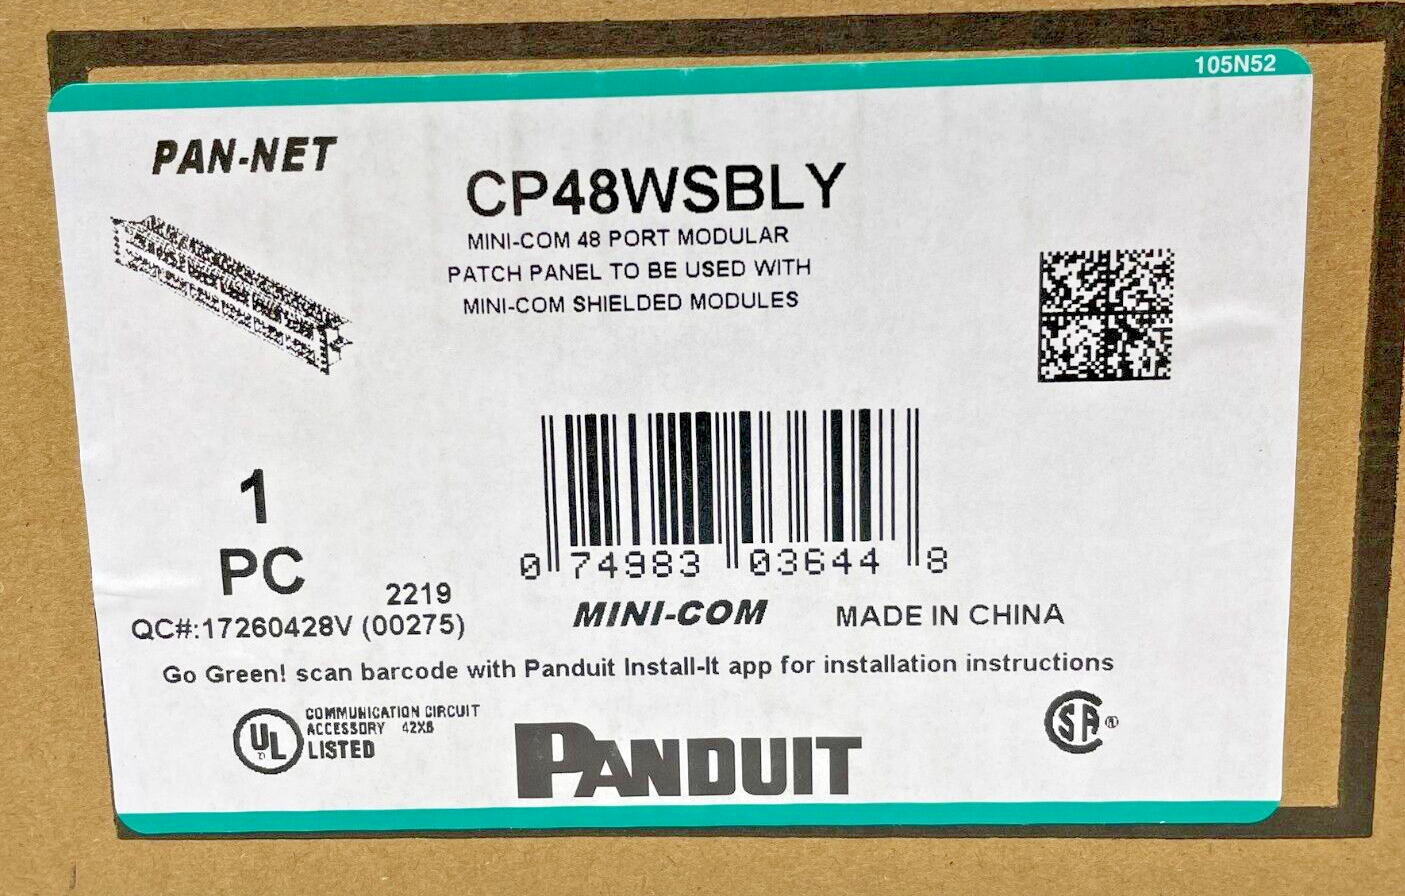 105N52
PAN-NET
CP48WSBLY
MINI-COM 48 PORT MODULAR
PATCH PANEL TO BE USED WITH
MINI-COM SHIELDED MODULES
1
PC
2219
QC#:17260428V (00275)
0 74983 03644 8
MINI-COM
MADE IN CHINA
Go Green! scan barcode with Panduit Install-It app for installation instructions
UL
COMMUNICATION CIRCUIT
ACCESSORY 42X8
LISTED
PANDUIT
SA®